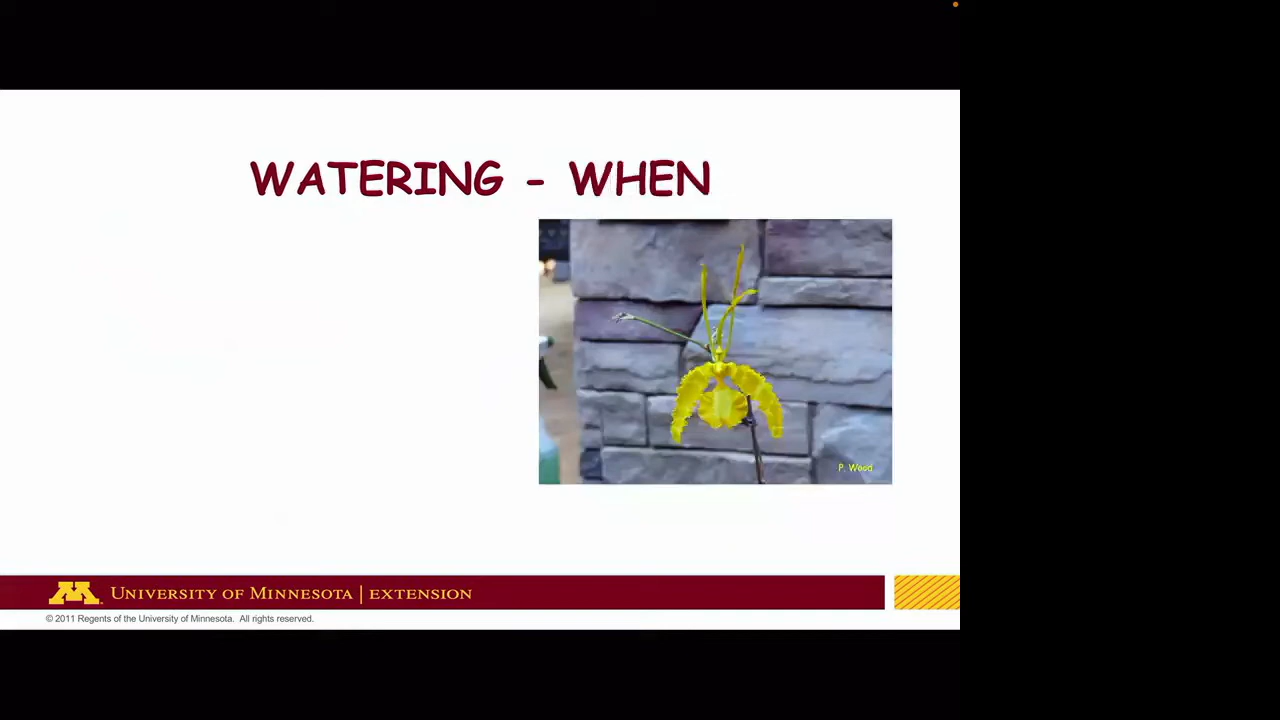 WATERING - WHEN
P. Wood
M
UNIVERSITY OF MINNESOTA | EXTENSION
© 2011 Regents of the University of Minnesota. All rights reserved.